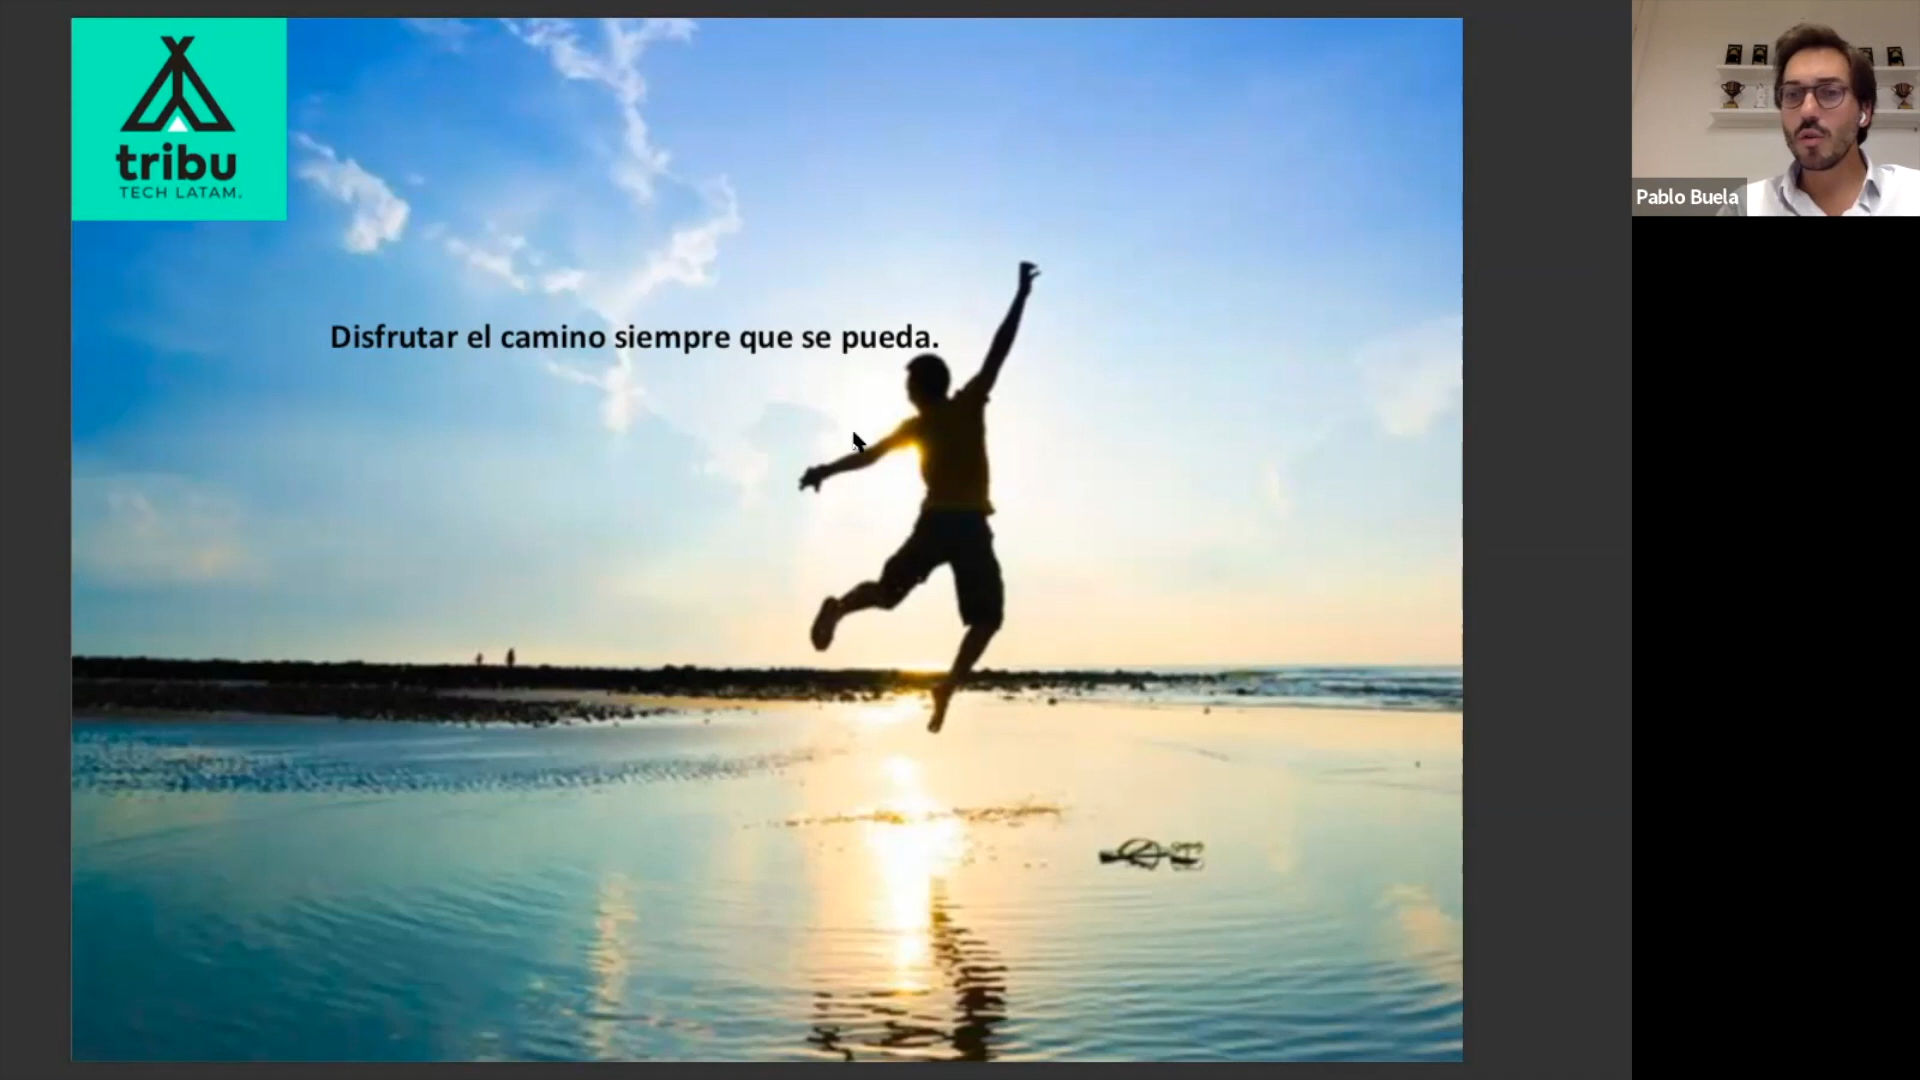 tribu
TECH LATAM.
Disfrutar el camino siempre que se pueda.
Pablo Buela